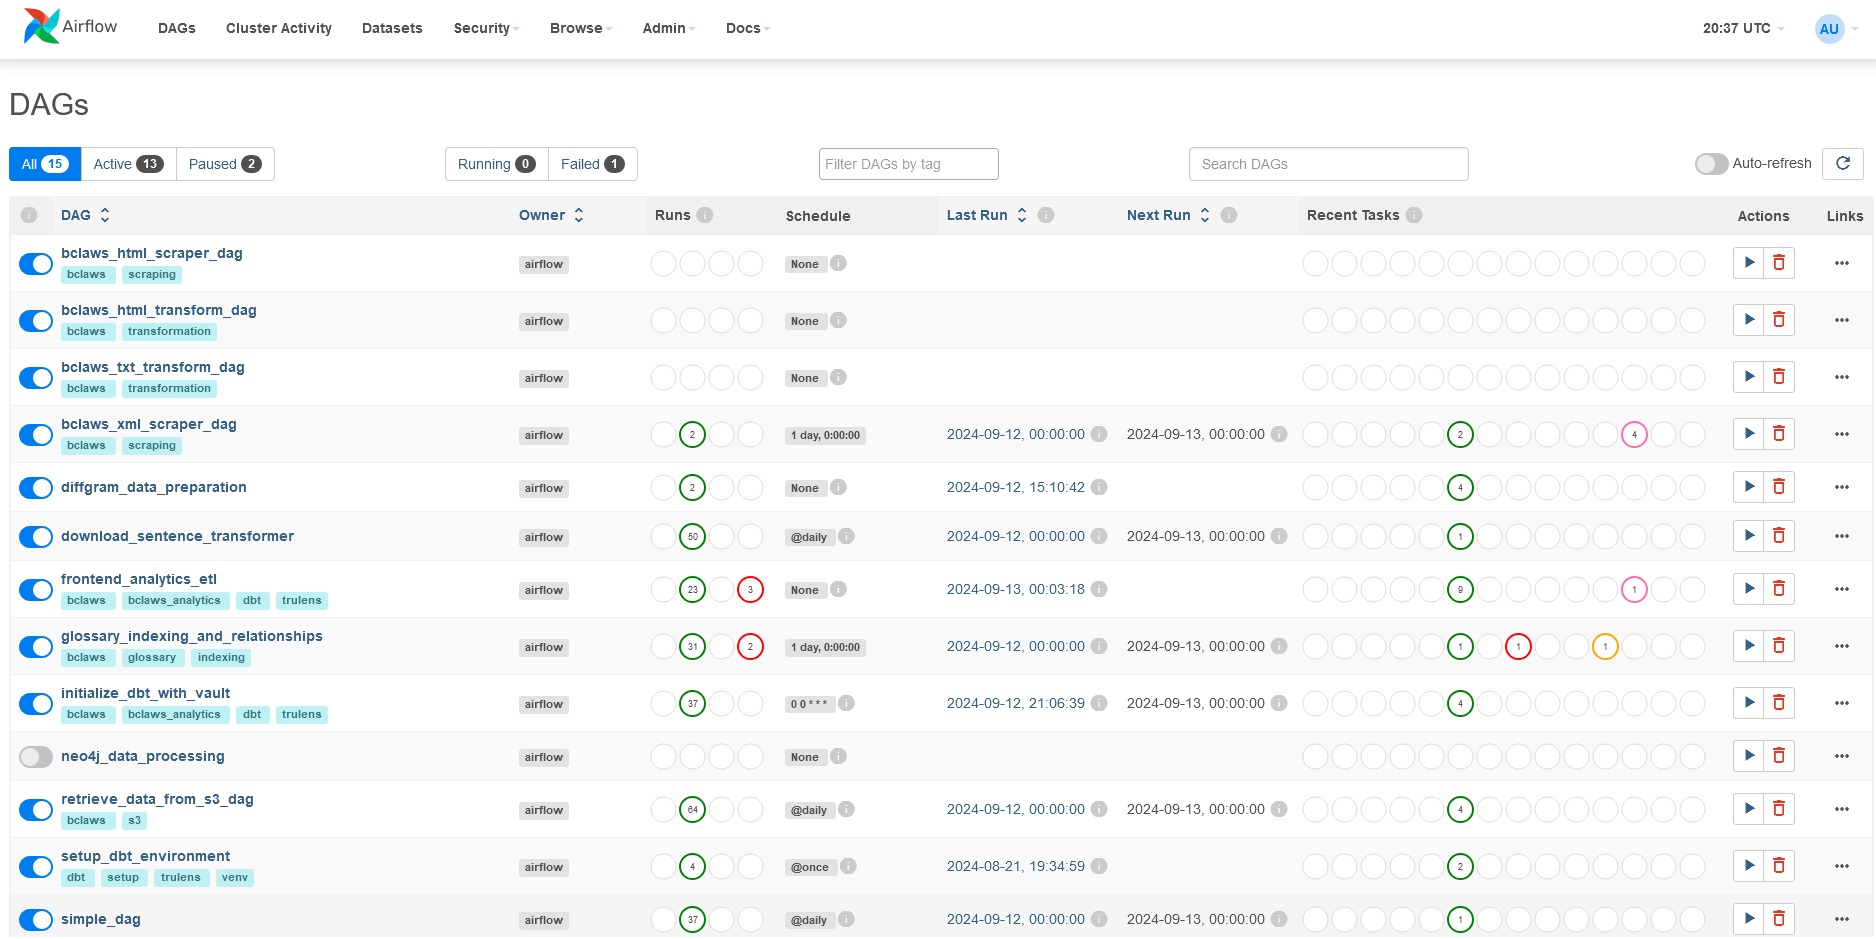 Airflow DAGs Cluster Activity Datasets Security Browse Admin Docs 20:37 UTC AU
DAGs
All 15 Active 13 Paused 2 Running 0 Failed 1 Filter DAGs by tag Search DAGs Auto-refresh
DAG Owner Runs Schedule Last Run Next Run Recent Tasks Actions Links
bclaws_html_scraper_dag
bclaws scraping airflow None
bclaws_html_transform_dag
bclaws transformation airflow None
bclaws_txt_transform_dag
bclaws transformation airflow None
bclaws_xml_scraper_dag
bclaws scraping airflow 2 1 day, 0:00:00 2024-09-12, 00:00:00 2024-09-13, 00:00:00 2 4
diffgram_data_preparation airflow 2 None 2024-09-12, 15:10:42 4
download_sentence_transformer airflow 50 @daily 2024-09-12, 00:00:00 2024-09-13, 00:00:00 1
frontend_analytics_etl
bclaws bclaws_analytics dbt trulens airflow 23 3 None 2024-09-13, 00:03:18 9 1
glossary_indexing_and_relationships
bclaws glossary indexing airflow 31 2 1 day, 0:00:00 2024-09-12, 00:00:00 2024-09-13, 00:00:00 1 1 1
initialize_dbt_with_vault
bclaws bclaws_analytics dbt trulens airflow 37 0 0 * * * 2024-09-12, 21:06:39 2024-09-13, 00:00:00 4
neo4j_data_processing airflow None
retrieve_data_from_s3_dag
bclaws s3 airflow 64 @daily 2024-09-12, 00:00:00 2024-09-13, 00:00:00 4
setup_dbt_environment
dbt setup trulens venv airflow 4 @once 2024-08-21, 19:34:59 2
simple_dag airflow 37 @daily 2024-09-12, 00:00:00 2024-09-13, 00:00:00 1